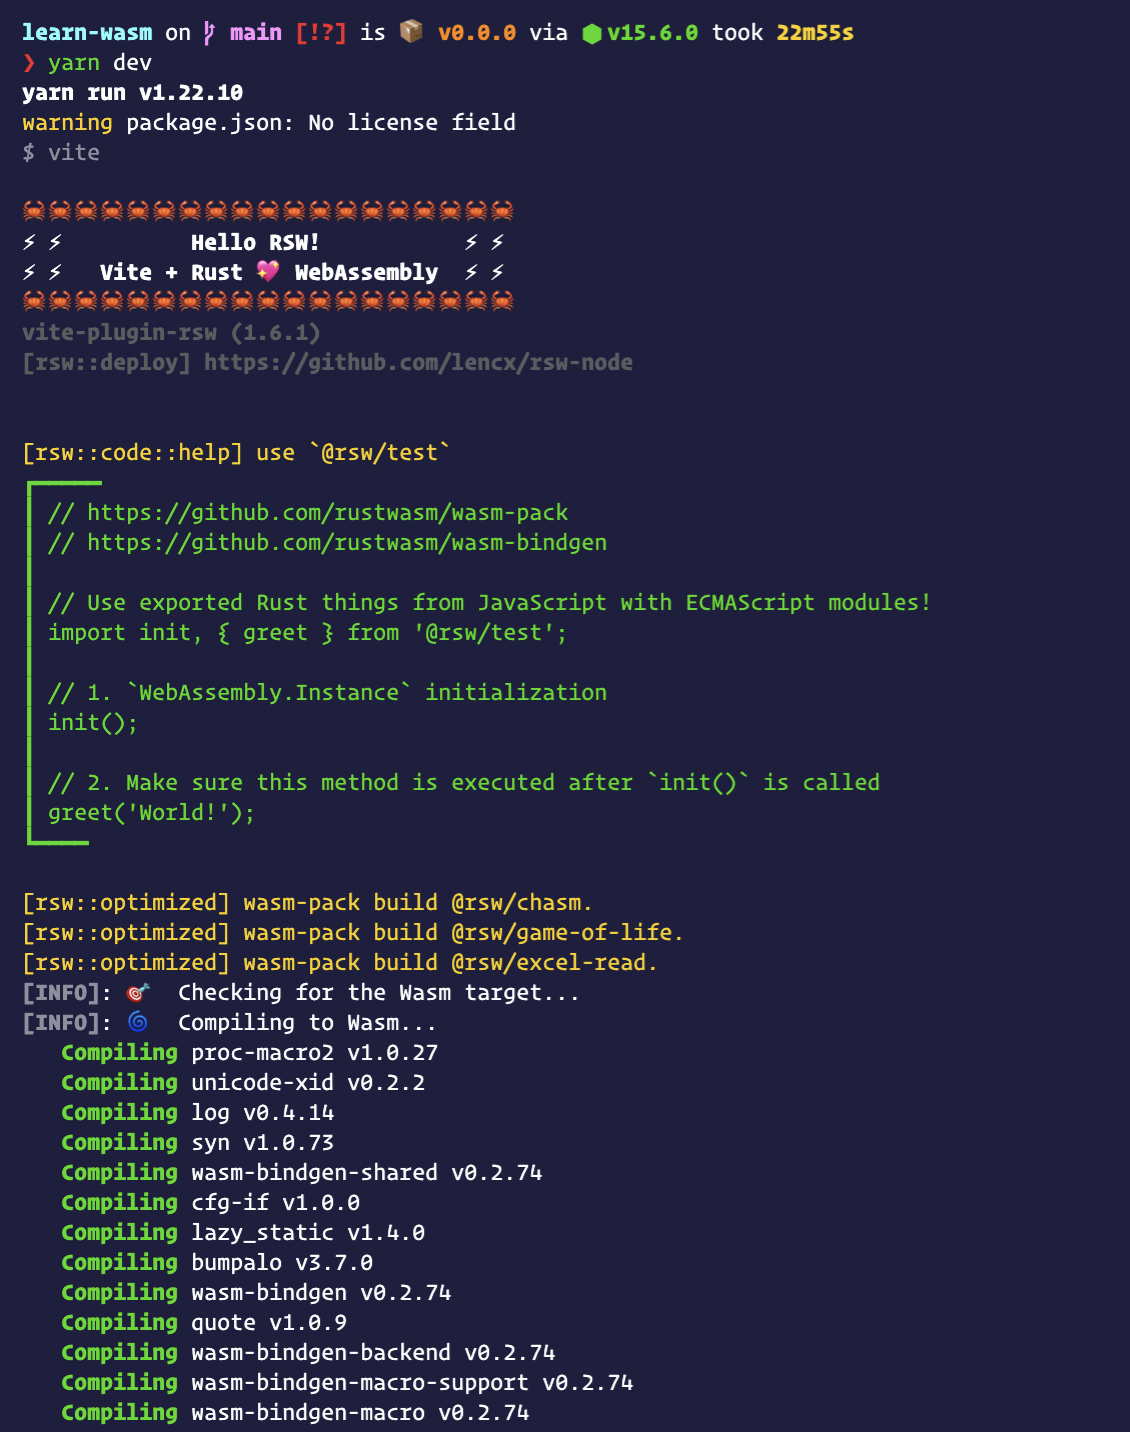 learn-wasm on main [!?] is 📦 v0.0.0 via ⬢ v15.6.0 took 22m55s
❯ yarn dev
yarn run v1.22.10
warning package.json: No license field
$ vite
🦀🦀🦀🦀🦀🦀🦀🦀🦀🦀🦀🦀🦀🦀🦀🦀🦀🦀🦀
⚡ ⚡ Hello RSW! ⚡ ⚡
⚡ ⚡ Vite + Rust 💖 WebAssembly ⚡ ⚡
🦀🦀🦀🦀🦀🦀🦀🦀🦀🦀🦀🦀🦀🦀🦀🦀🦀🦀🦀
vite-plugin-rsw (1.6.1)
[rsw::deploy] https://github.com/lencx/rsw-node
[rsw::code::help] use `@rsw/test`
// https://github.com/rustwasm/wasm-pack
// https://github.com/rustwasm/wasm-bindgen
// Use exported Rust things from JavaScript with ECMAScript modules!
import init, { greet } from '@rsw/test';
// 1. `WebAssembly.Instance` initialization
init();
// 2. Make sure this method is executed after `init()` is called
greet('World!');
[rsw::optimized] wasm-pack build @rsw/chasm.
[rsw::optimized] wasm-pack build @rsw/game-of-life.
[rsw::optimized] wasm-pack build @rsw/excel-read.
[INFO]: 🎯 Checking for the Wasm target...
[INFO]: 🌀 Compiling to Wasm...
Compiling proc-macro2 v1.0.27
Compiling unicode-xid v0.2.2
Compiling log v0.4.14
Compiling syn v1.0.73
Compiling wasm-bindgen-shared v0.2.74
Compiling cfg-if v1.0.0
Compiling lazy_static v1.4.0
Compiling bumpalo v3.7.0
Compiling wasm-bindgen v0.2.74
Compiling quote v1.0.9
Compiling wasm-bindgen-backend v0.2.74
Compiling wasm-bindgen-macro-support v0.2.74
Compiling wasm-bindgen-macro v0.2.74